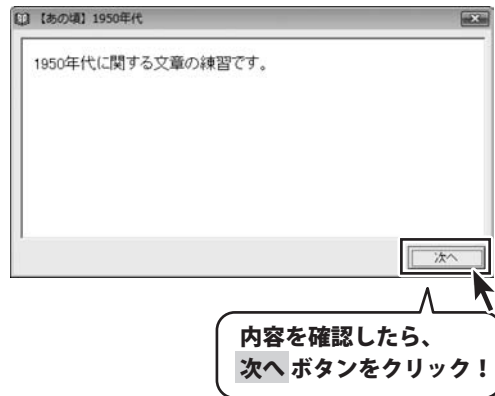 【あの頃】1950年代
1950年代に関する文章の練習です。
次へ
内容を確認したら、
次へ ボタンをクリック！